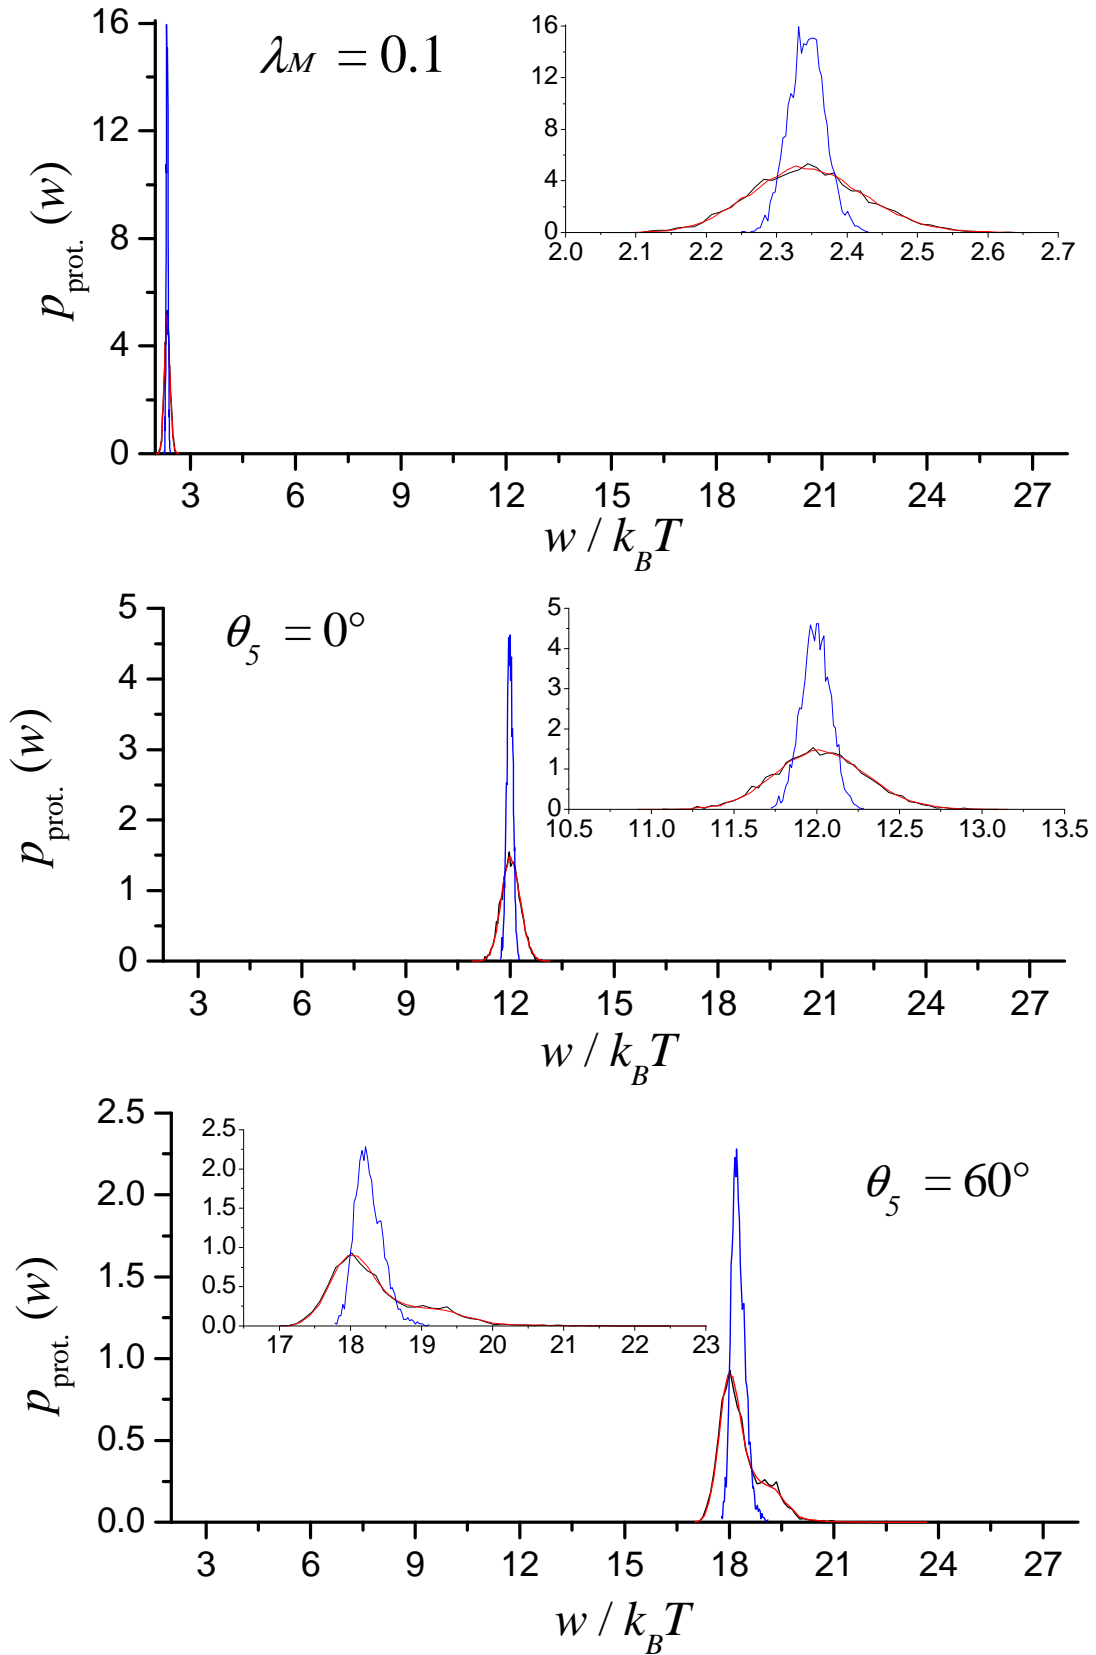 λM = 0.1
16
12
8
4
0
pprot. (w)
3 6 9 12 15 18 21 24 27
w / kBT
16
12
8
4
0
2.0 2.1 2.2 2.3 2.4 2.5 2.6 2.7
θ5 = 0°
5
4
3
2
1
0
pprot. (w)
3 6 9 12 15 18 21 24 27
w / kBT
5
4
3
2
1
0
10.5 11.0 11.5 12.0 12.5 13.0 13.5
θ5 = 60°
2.5
2.0
1.5
1.0
0.5
0.0
pprot. (w)
3 6 9 12 15 18 21 24 27
w / kBT
2.5
2.0
1.5
1.0
0.5
0.0
17 18 19 20 21 22 23